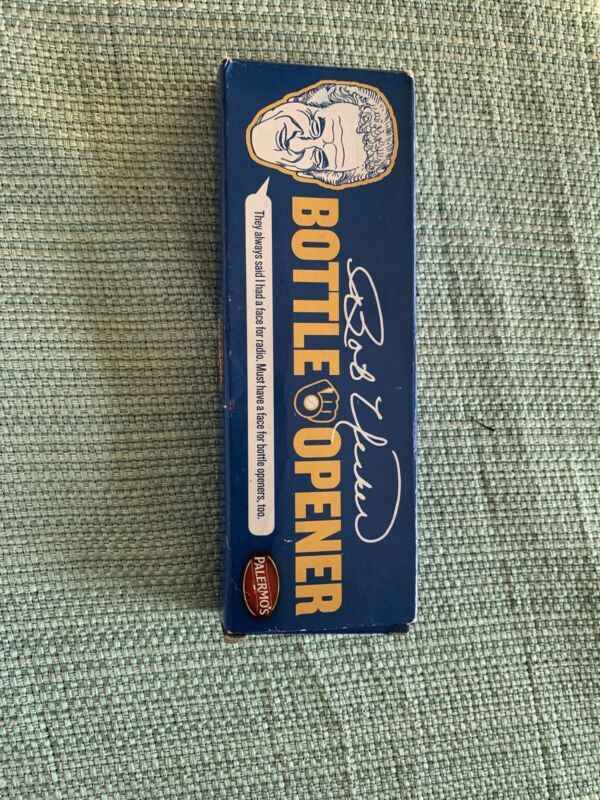 Bob Uecker
BOTTLE OPENER
They always said I had a face for radio. Must have a face for bottle openers, too.
PALERMO'S